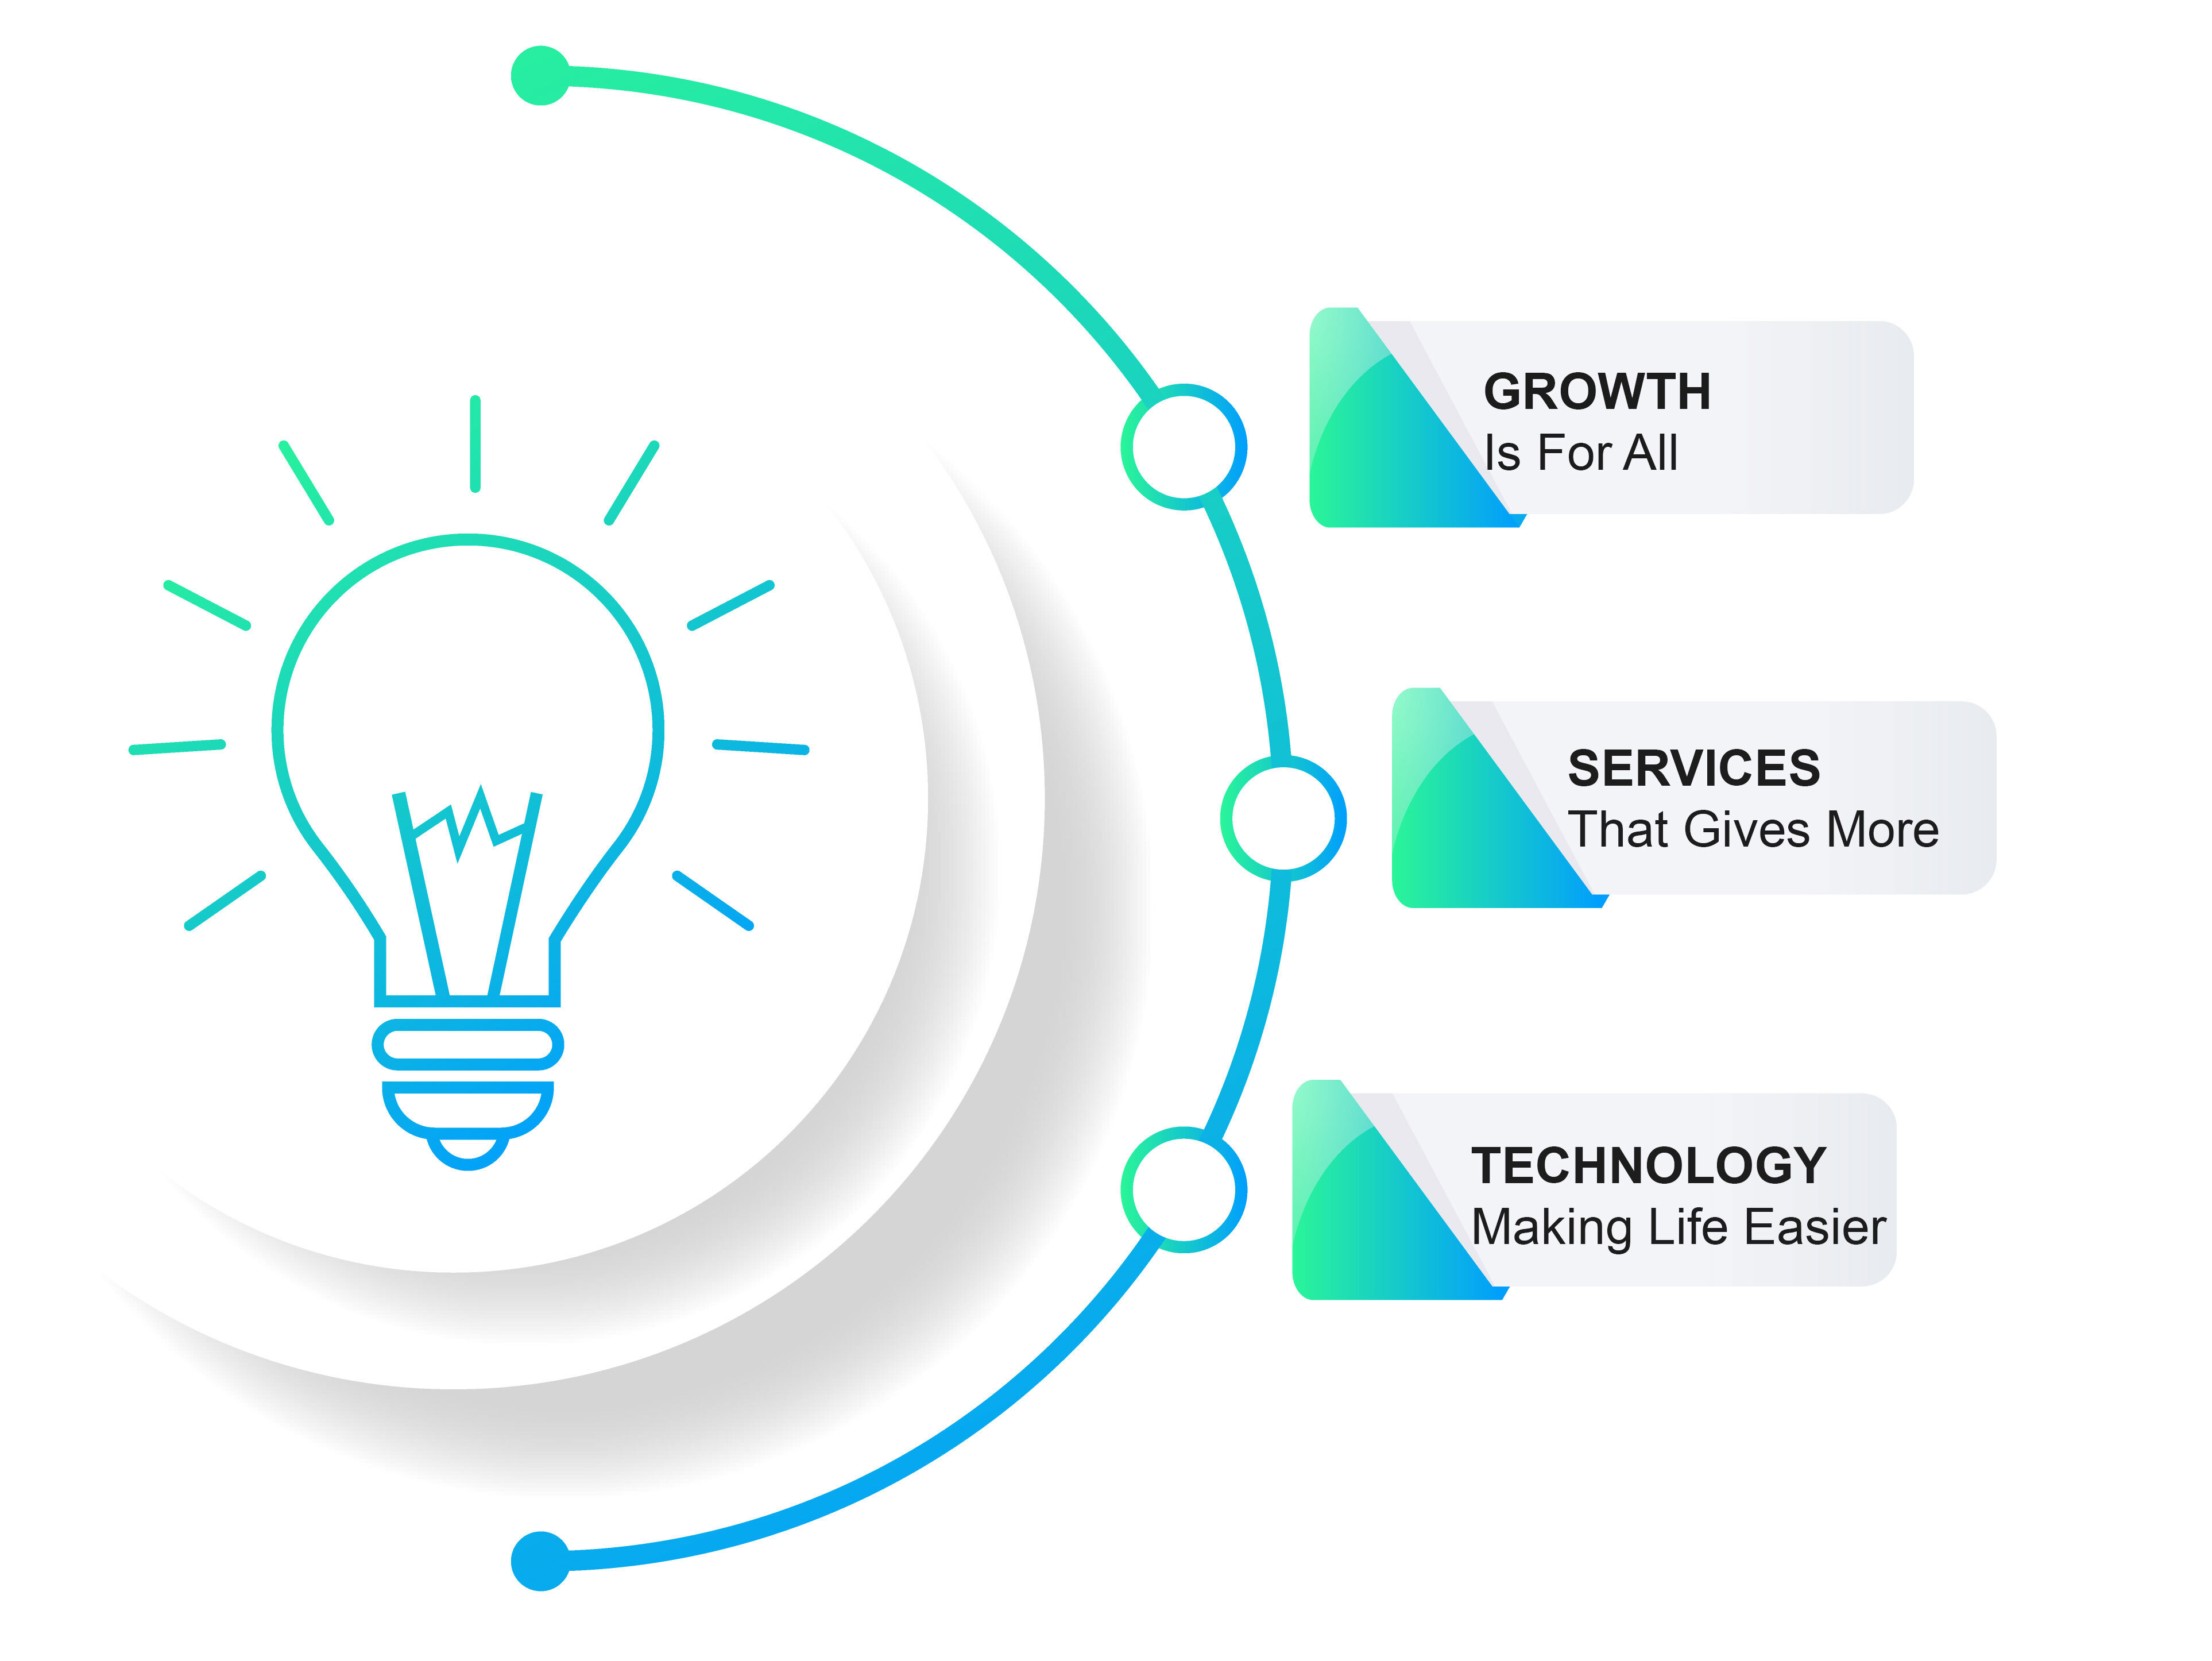 GROWTH
Is For All
SERVICES
That Gives More
TECHNOLOGY
Making Life Easier